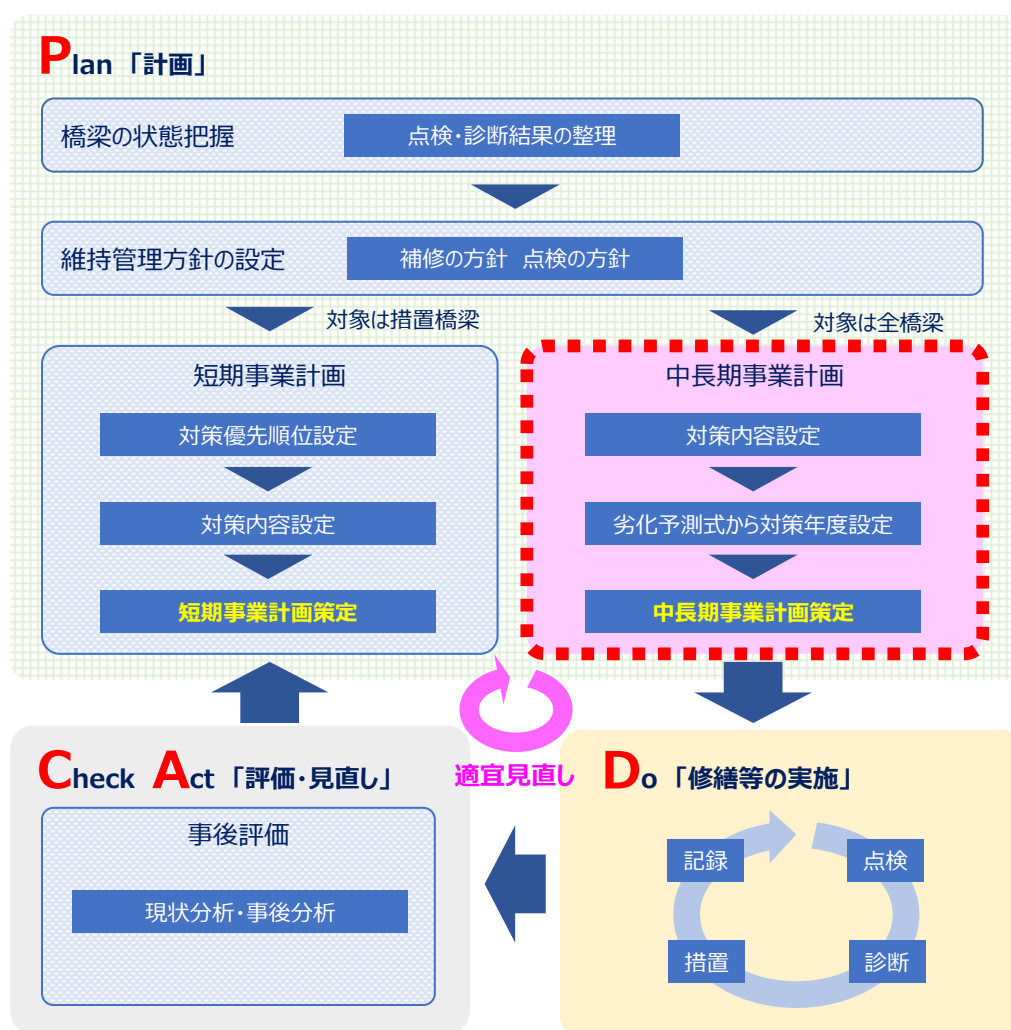 Plan「計画」
橋梁の状態把握
点検・診断結果の整理
維持管理方針の設定
補修の方針 点検の方針
対象は措置橋梁
対象は全橋梁
短期事業計画
対策優先順位設定
対策内容設定
短期事業計画策定
中長期事業計画
対策内容設定
劣化予測式から対策年度設定
中長期事業計画策定
Check Act「評価・見直し」
事後評価
現状分析・事後分析
適宜見直し
Do「修繕等の実施」
記録
点検
措置
診断